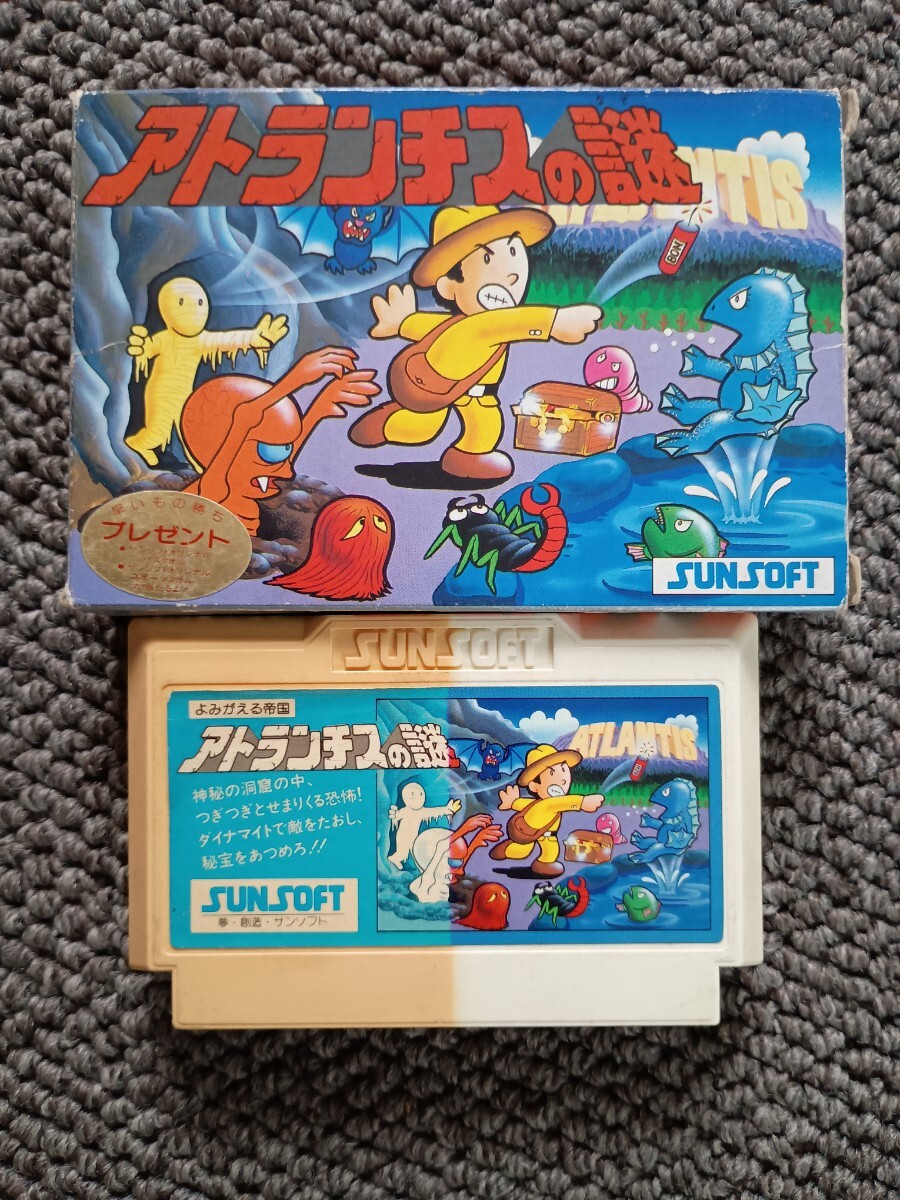 アトランチスの謎
なぞ
ATLANTIS
BON
早いもの勝ち
プレゼント
SUNSOFT
SUNSOFT
よみがえる帝国
アトランチスの謎
神秘の洞窟の中、
つぎつぎとせまりくる恐怖!
ダイナマイトで敵をたおし、
秘宝をあつめろ!!
SUNSOFT
夢・創造・サンソフト
ATLANTIS